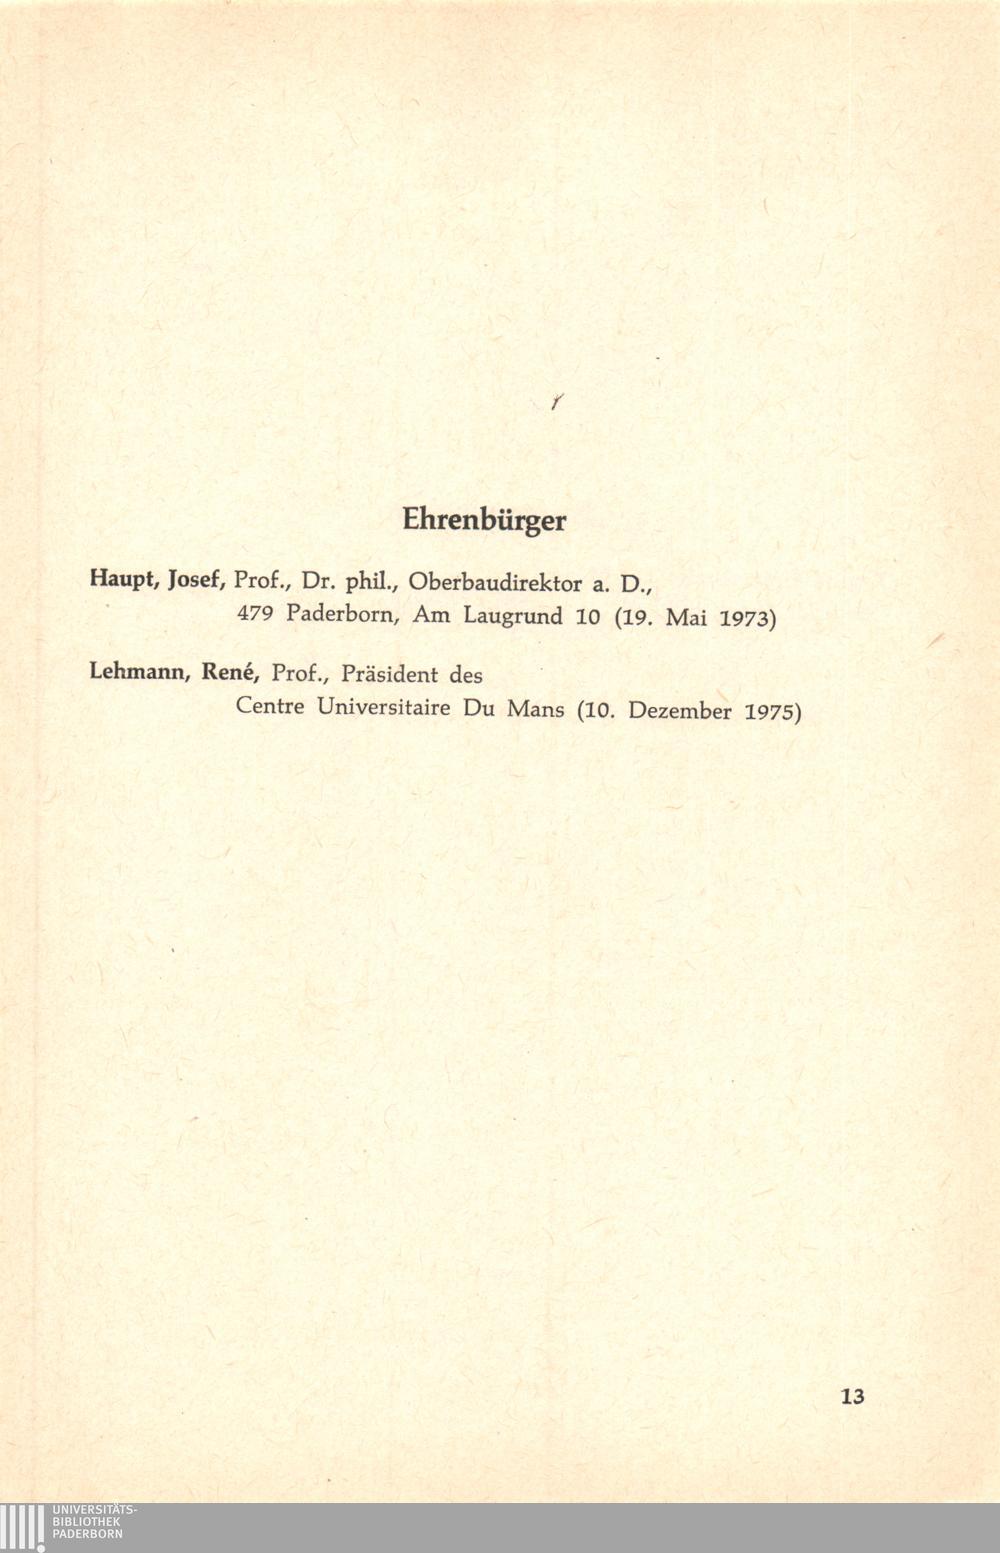 Ehrenbürger
Haupt, Josef, Prof., Dr. phil., Oberbaudirektor a. D.,
479 Paderborn, Am Laugrund 10 (19. Mai 1973)
Lehmann, René, Prof., Präsident des
Centre Universitaire Du Mans (10. Dezember 1975)
13
UNIVERSITÄTS-
BIBLIOTHEK
PADERBORN